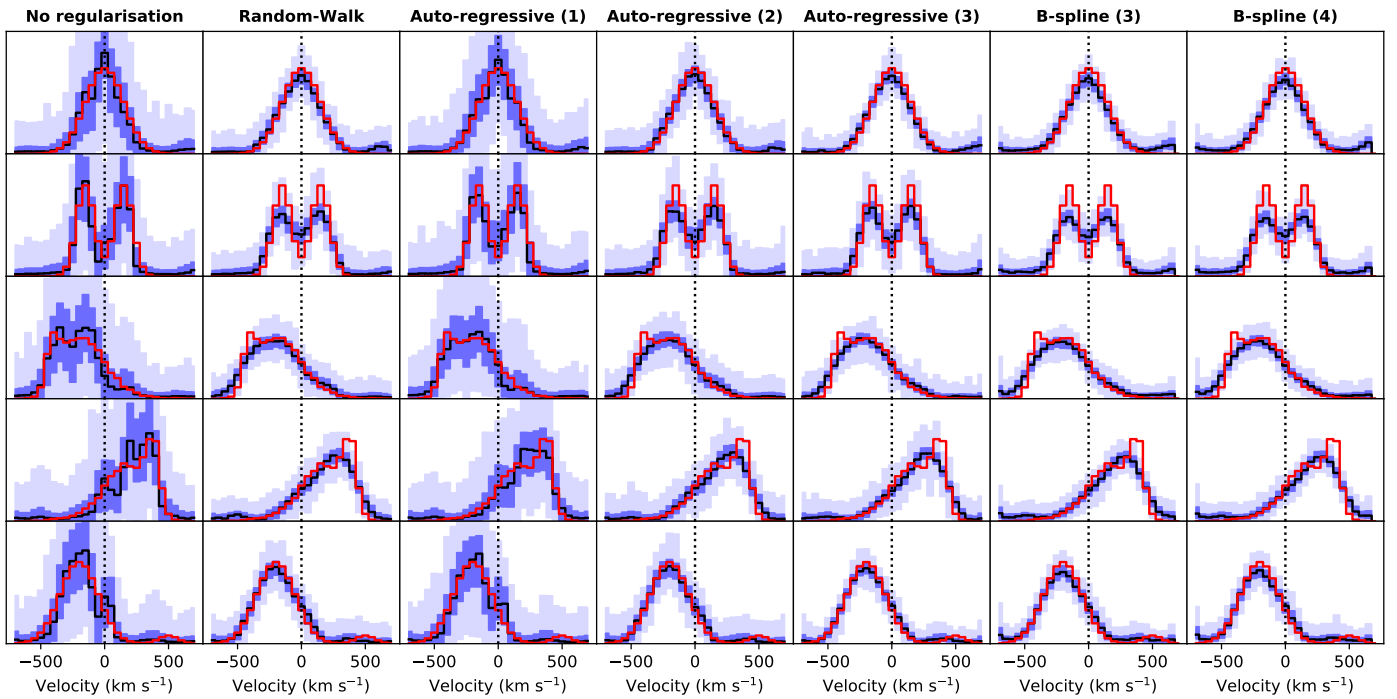 No regularisation Random-Walk Auto-regressive (1) Auto-regressive (2) Auto-regressive (3) B-spline (3) B-spline (4)
−500 0 500 −500 0 500 −500 0 500 −500 0 500 −500 0 500 −500 0 500 −500 0 500
Velocity (km s⁻¹) Velocity (km s⁻¹) Velocity (km s⁻¹) Velocity (km s⁻¹) Velocity (km s⁻¹) Velocity (km s⁻¹) Velocity (km s⁻¹)